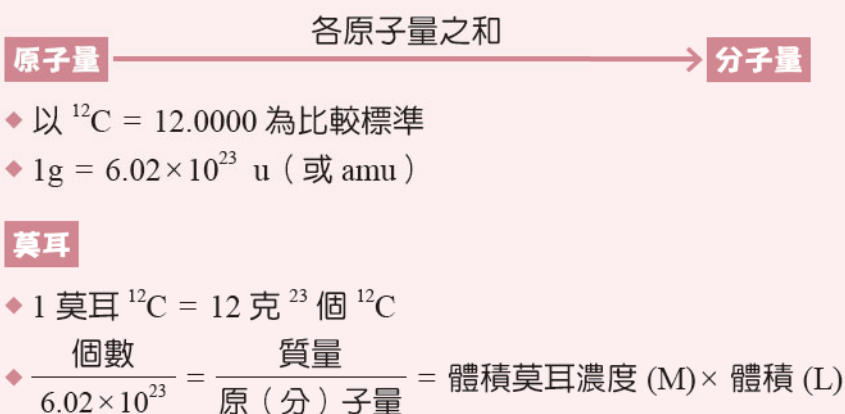 各原子量之和
原子量 → 分子量
◆ 以 ¹²C = 12.0000 為比較標準
◆ 1g = 6.02×10²³ u（或 amu）
莫耳
◆ 1 莫耳 ¹²C = 12 克 ²³ 個 ¹²C
◆ 個數 / 6.02×10²³ = 質量 / 原（分）子量 = 體積莫耳濃度 (M)× 體積 (L)